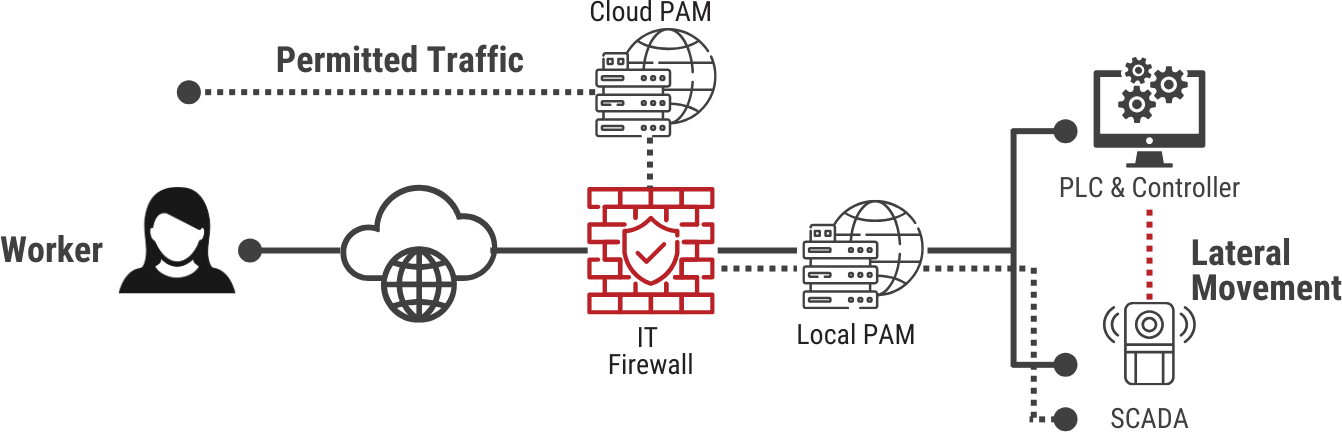 Cloud PAM
Permitted Traffic
PLC & Controller
Worker
Lateral
Movement
IT
Firewall
Local PAM
SCADA